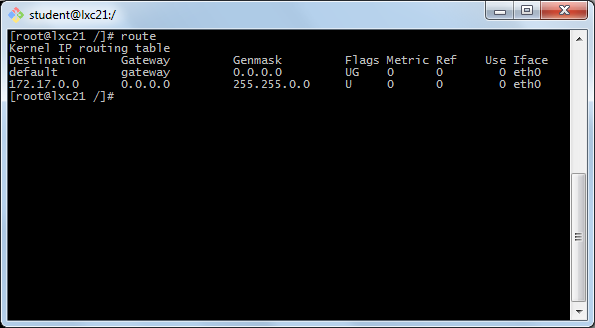 student@lxc21:/
[root@lxc21 /]# route
Kernel IP routing table
Destination     Gateway         Genmask         Flags Metric Ref    Use Iface
default         gateway         0.0.0.0         UG    0      0        0 eth0
172.17.0.0      0.0.0.0         255.255.0.0     U     0      0        0 eth0
[root@lxc21 /]#